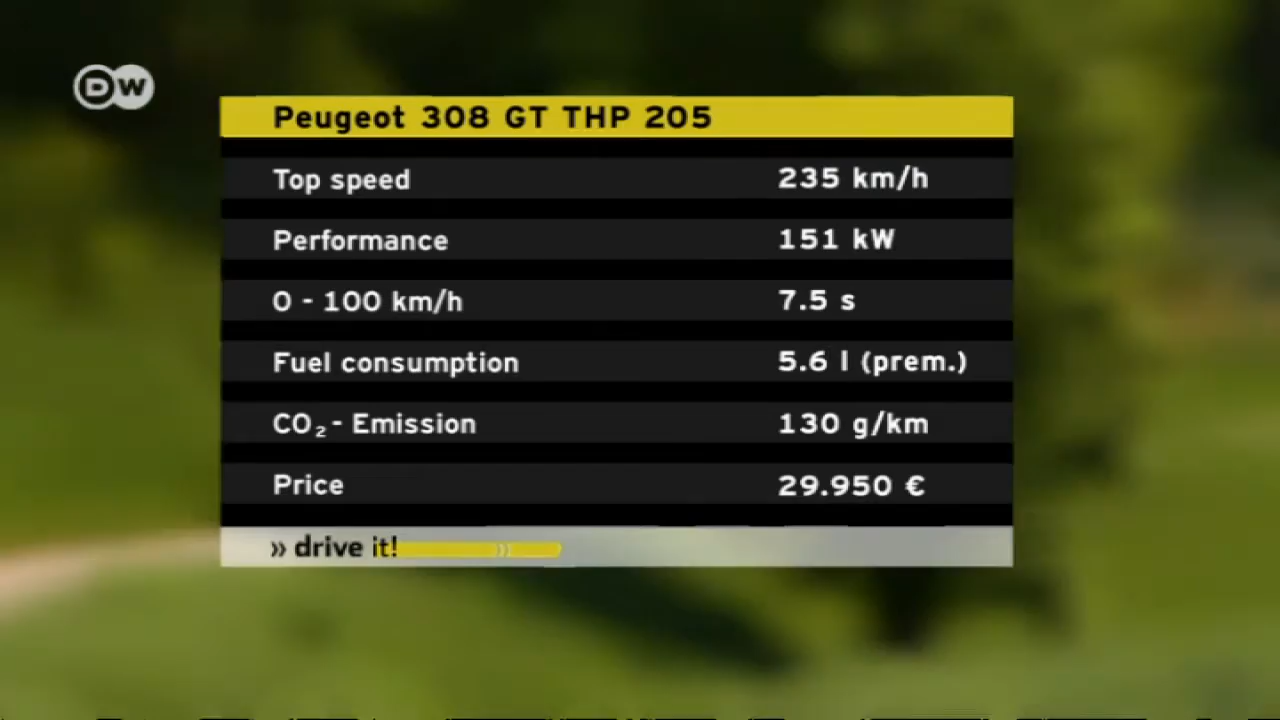 DW
Peugeot 308 GT THP 205
Top speed 235 km/h
Performance 151 kW
0 - 100 km/h 7.5 s
Fuel consumption 5.6 l (prem.)
CO₂ - Emission 130 g/km
Price 29.950 €
» drive it!